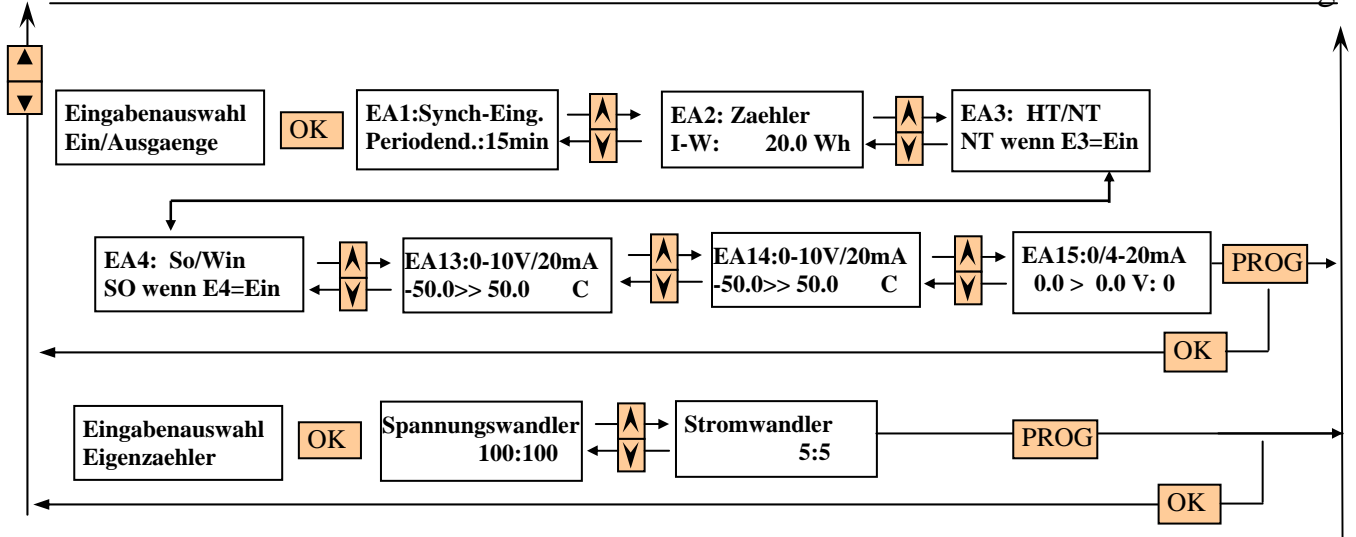 Eingabenauswahl
Ein/Ausgaenge
OK
EA1:Synch-Eing.
Periodend.:15min
EA2: Zaehler
I-W: 20.0 Wh
EA3: HT/NT
NT wenn E3=Ein
EA4: So/Win
SO wenn E4=Ein
EA13:0-10V/20mA
-50.0>> 50.0 C
EA14:0-10V/20mA
-50.0>> 50.0 C
EA15:0/4-20mA
0.0 > 0.0 V: 0
PROG
OK
Eingabenauswahl
Eigenzaehler
OK
Spannungswandler
100:100
Stromwandler
5:5
PROG
OK